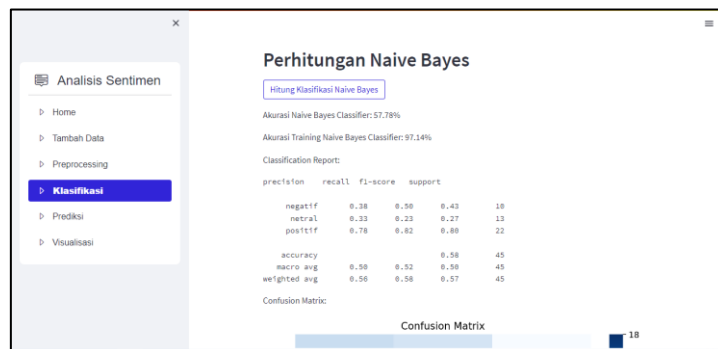 ×
≡
Analisis Sentimen
Home
Tambah Data
Preprocessing
Klasifikasi
Prediksi
Visualisasi
Perhitungan Naive Bayes
Hitung Klasifikasi Naive Bayes
Akurasi Naive Bayes Classifier: 57.78%
Akurasi Training Naive Bayes Classifier: 97.14%
Classification Report:
precision recall f1-score support
negatif 0.38 0.50 0.43 10
netral 0.33 0.23 0.27 13
positif 0.78 0.82 0.80 22
accuracy 0.58 45
macro avg 0.50 0.52 0.50 45
weighted avg 0.56 0.58 0.57 45
Confusion Matrix:
Confusion Matrix
18